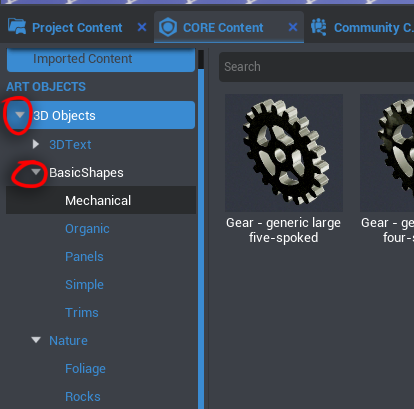 Project Content
CORE Content
Community C.
Imported Content
Search
ART OBJECTS
3D Objects
3DText
BasicShapes
Mechanical
Organic
Panels
Simple
Trims
Nature
Foliage
Rocks
Gear - generic large
five-spoked
Gear - ge
four-s